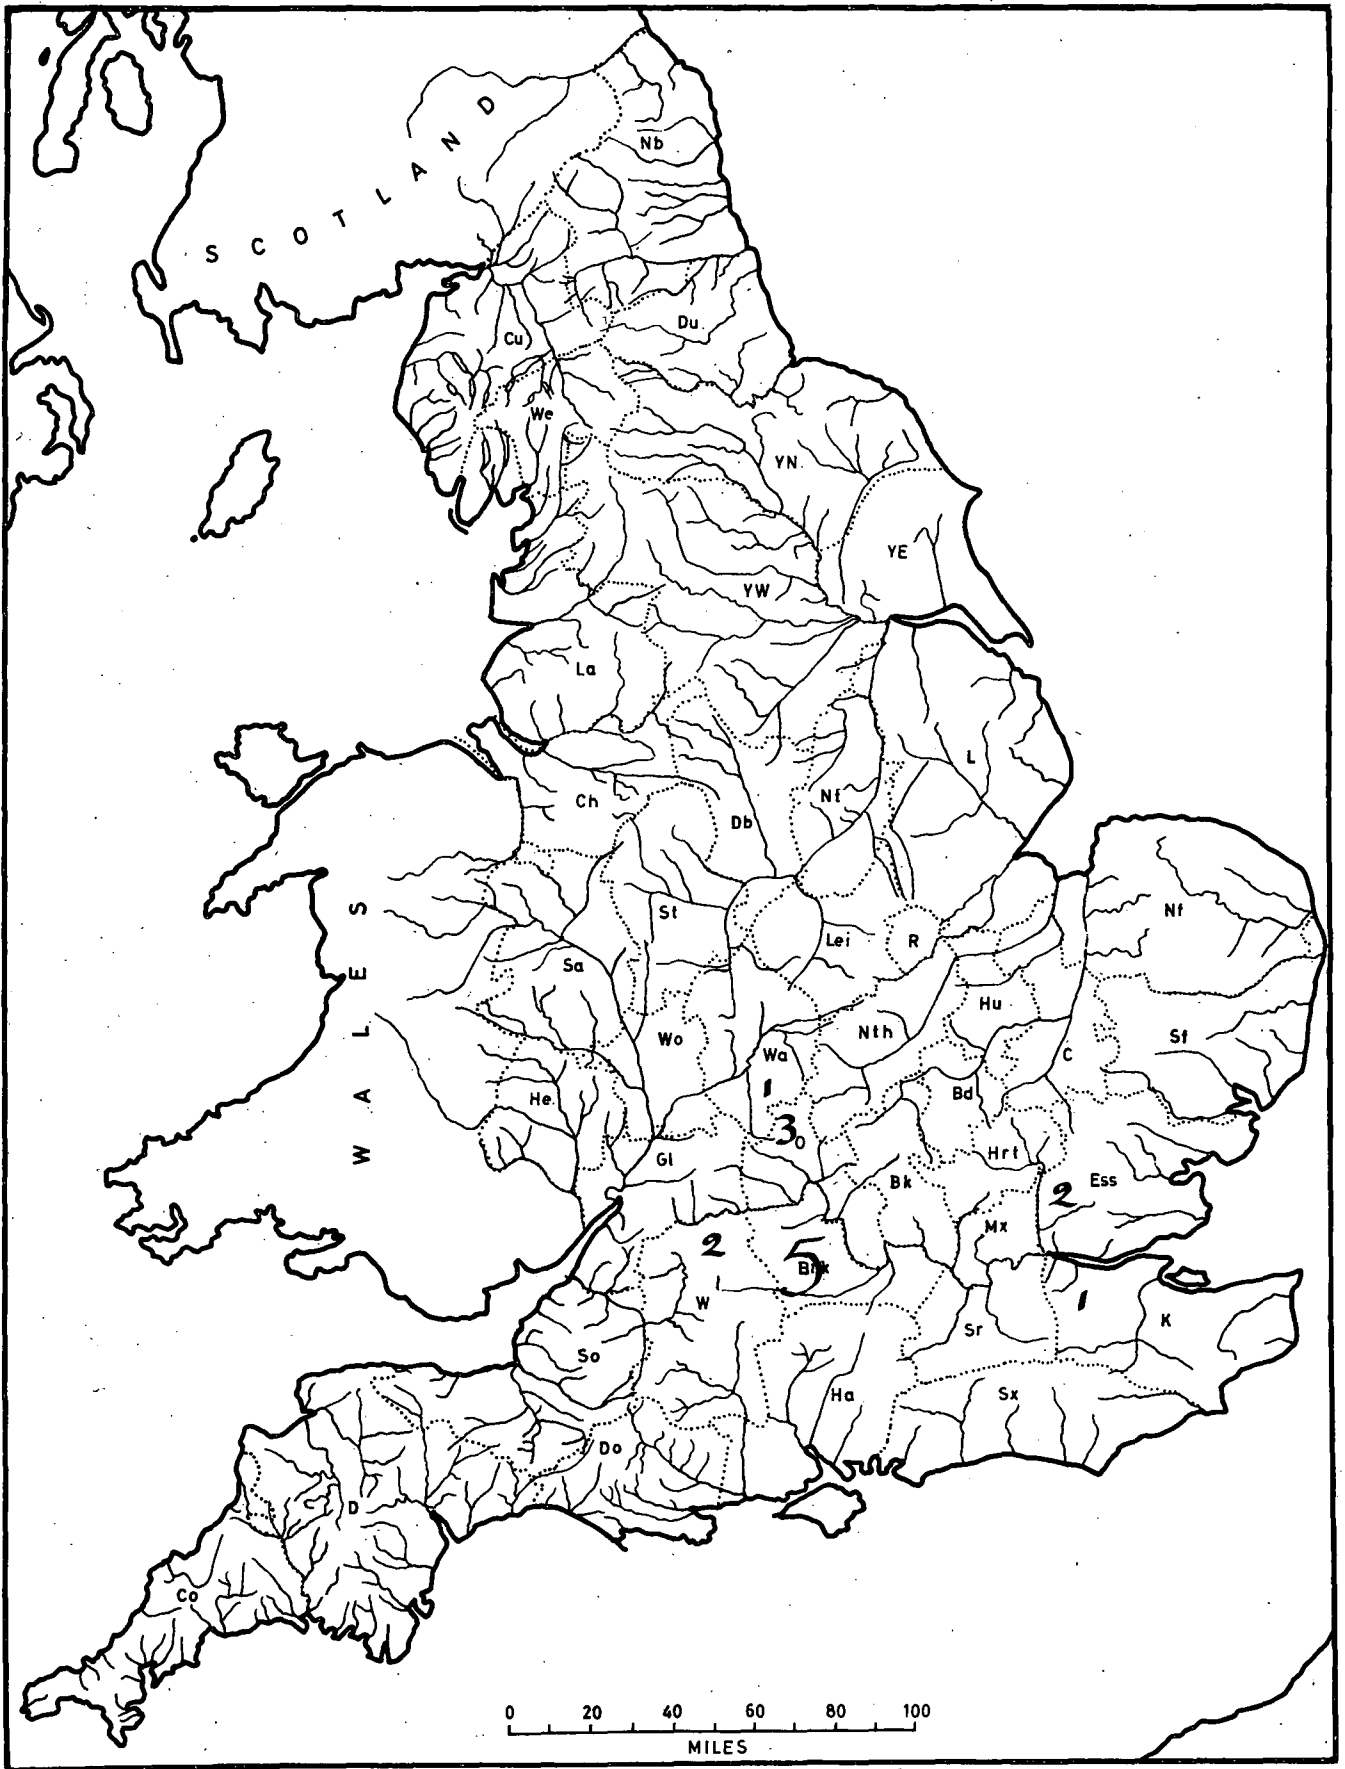 SCOTLAND
Nb
Du
Cu
We
YN
YE
YW
La
L
Ch
Nt
Db
WALES
St
Nf
Lei
R
Sa
Hu
Wo
Nth
Sf
Wa
C
1
He
Bd
3
O
Gl
Hrt
Bk
2 Ess
Mx
2
5
Brk
W
1
K
Sr
So
Ha
Sx
Do
D
Co
0 20 40 60 80 100
MILES